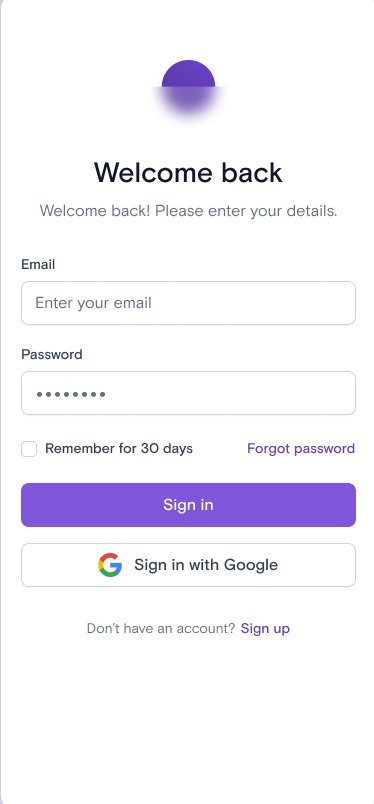 Welcome back
Welcome back! Please enter your details.
Email
Enter your email
Password
Remember for 30 days Forgot password
Sign in
Sign in with Google
Don't have an account? Sign up